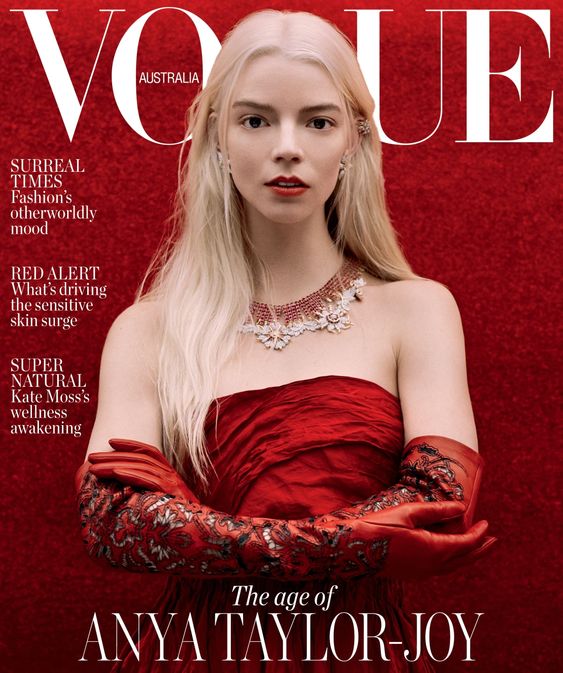 VOGUE
AUSTRALIA
SURREAL
TIMES
Fashion's
otherworldly
mood
RED ALERT
What's driving
the sensitive
skin surge
SUPER
NATURAL
Kate Moss's
wellness
awakening
The age of
ANYA TAYLOR-JOY